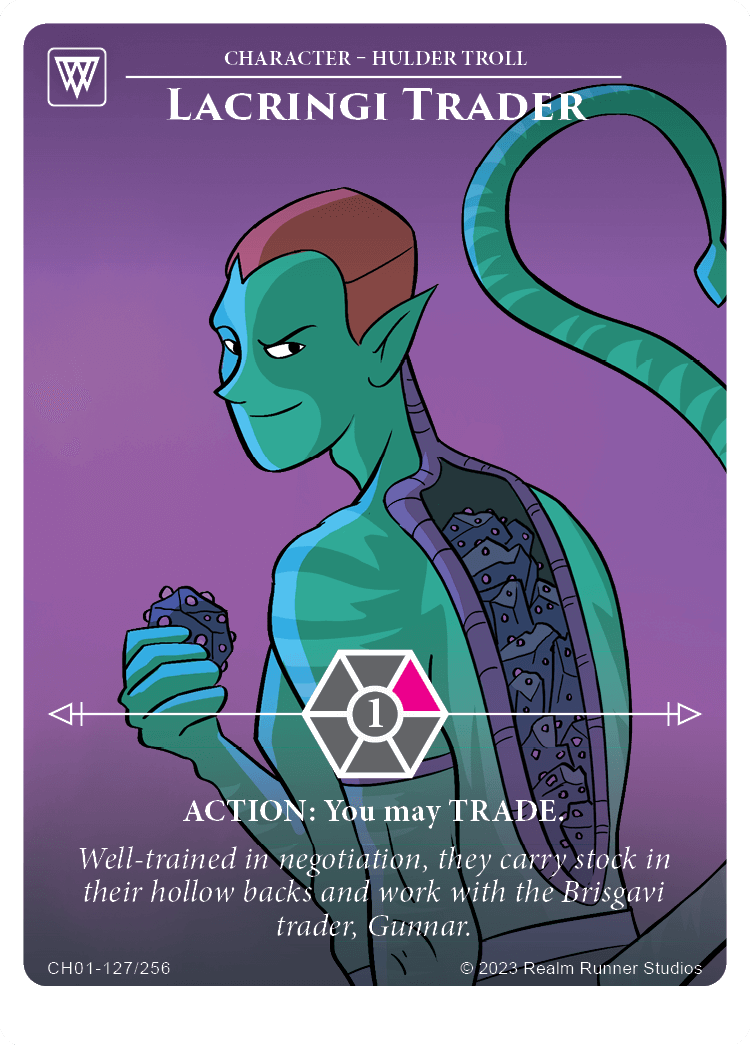 CHARACTER – HULDER TROLL
LACRINGI TRADER
1
ACTION: You may TRADE.
Well-trained in negotiation, they carry stock in
their hollow backs and work with the Brisgavi
trader, Gunnar.
CH01-127/256
© 2023 Realm Runner Studios